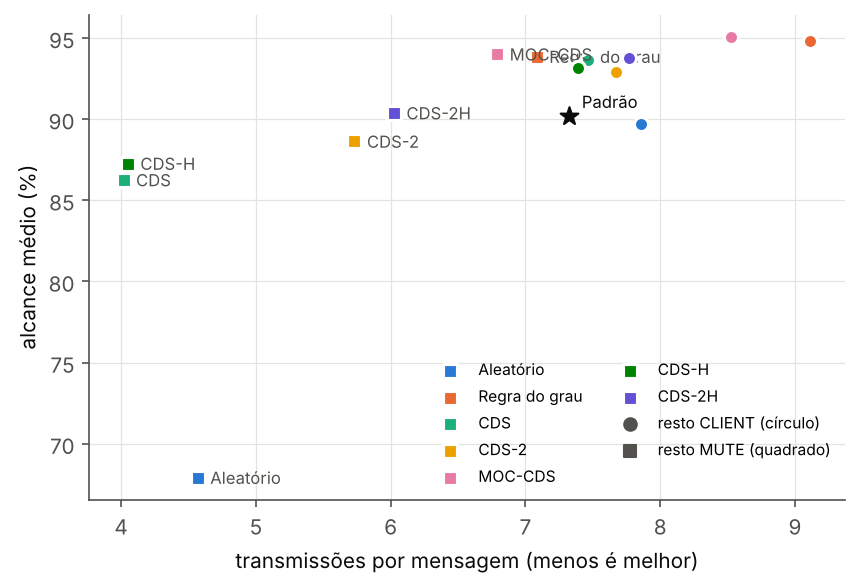 95
90
85
80
75
70
alcance médio (%)
MOC-CDS
Regra do grau
Padrão
CDS-2H
CDS-2
CDS-H
CDS
Aleatório
Aleatório
Regra do grau
CDS
CDS-2
MOC-CDS
CDS-H
CDS-2H
resto CLIENT (círculo)
resto MUTE (quadrado)
4 5 6 7 8 9
transmissões por mensagem (menos é melhor)